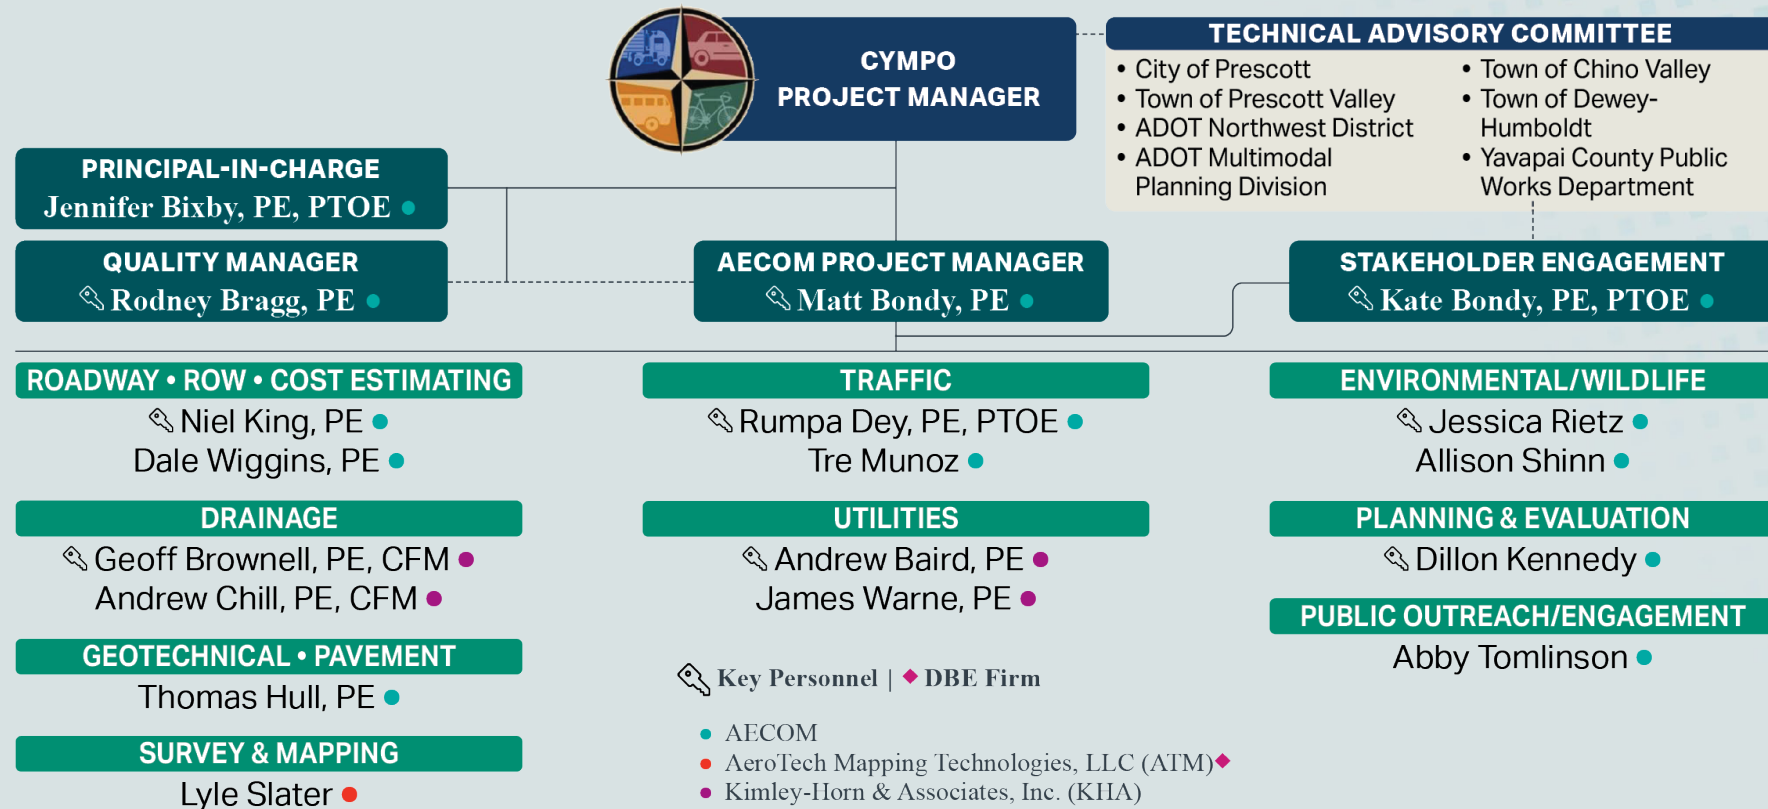 CYMPO
PROJECT MANAGER
TECHNICAL ADVISORY COMMITTEE
• City of Prescott
• Town of Prescott Valley
• ADOT Northwest District
• ADOT Multimodal
Planning Division
• Town of Chino Valley
• Town of Dewey-
Humboldt
• Yavapai County Public
Works Department
PRINCIPAL-IN-CHARGE
Jennifer Bixby, PE, PTOE
QUALITY MANAGER
Rodney Bragg, PE
AECOM PROJECT MANAGER
Matt Bondy, PE
STAKEHOLDER ENGAGEMENT
Kate Bondy, PE, PTOE
ROADWAY • ROW • COST ESTIMATING
Niel King, PE
Dale Wiggins, PE
DRAINAGE
Geoff Brownell, PE, CFM
Andrew Chill, PE, CFM
GEOTECHNICAL • PAVEMENT
Thomas Hull, PE
SURVEY & MAPPING
Lyle Slater
TRAFFIC
Rumpa Dey, PE, PTOE
Tre Munoz
UTILITIES
Andrew Baird, PE
James Warne, PE
Key Personnel | ◆ DBE Firm
• AECOM
• AeroTech Mapping Technologies, LLC (ATM)◆
• Kimley-Horn & Associates, Inc. (KHA)
ENVIRONMENTAL/WILDLIFE
Jessica Rietz
Allison Shinn
PLANNING & EVALUATION
Dillon Kennedy
PUBLIC OUTREACH/ENGAGEMENT
Abby Tomlinson